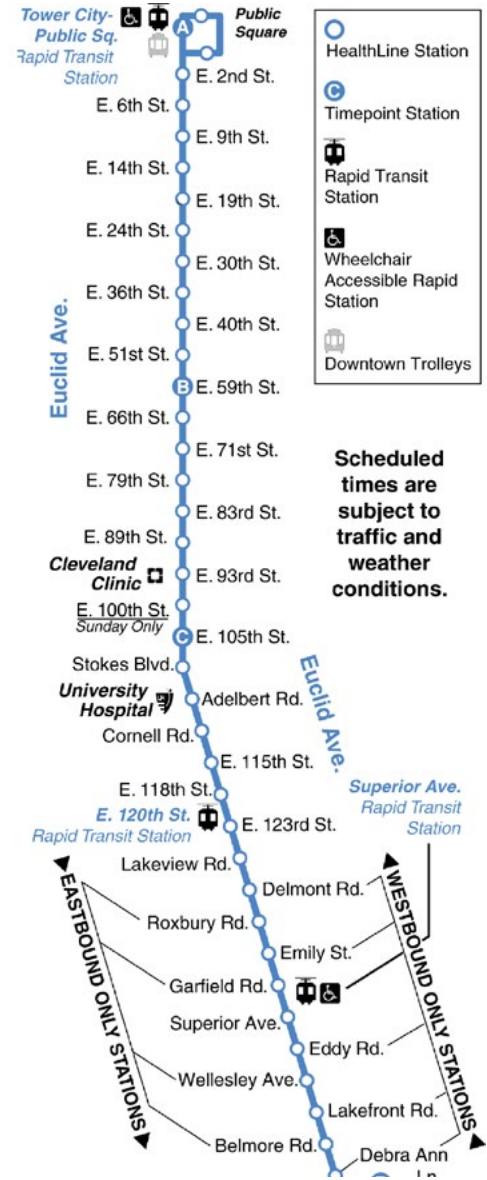 Tower City-
Public Sq.
Rapid Transit
Station
A
Public
Square
E. 2nd St.
E. 6th St.
E. 9th St.
E. 14th St.
E. 19th St.
E. 24th St.
E. 30th St.
E. 36th St.
E. 40th St.
E. 51st St.
Euclid Ave.
B
E. 59th St.
E. 66th St.
E. 71st St.
E. 79th St.
E. 83rd St.
E. 89th St.
Cleveland
Clinic
E. 93rd St.
E. 100th St.
Sunday Only
C
E. 105th St.
Stokes Blvd.
University
Hospital
Adelbert Rd.
Euclid Ave.
Cornell Rd.
E. 115th St.
E. 118th St.
E. 120th St.
Rapid Transit Station
E. 123rd St.
Superior Ave.
Rapid Transit
Station
Lakeview Rd.
Delmont Rd.
Roxbury Rd.
Emily St.
Garfield Rd.
Superior Ave.
Eddy Rd.
Wellesley Ave.
Lakefront Rd.
Belmore Rd.
Debra Ann
Ln
EASTBOUND ONLY STATIONS
WESTBOUND ONLY STATIONS
HealthLine Station
C
Timepoint Station
Rapid Transit
Station
Wheelchair
Accessible Rapid
Station
Downtown Trolleys
Scheduled
times are
subject to
traffic and
weather
conditions.